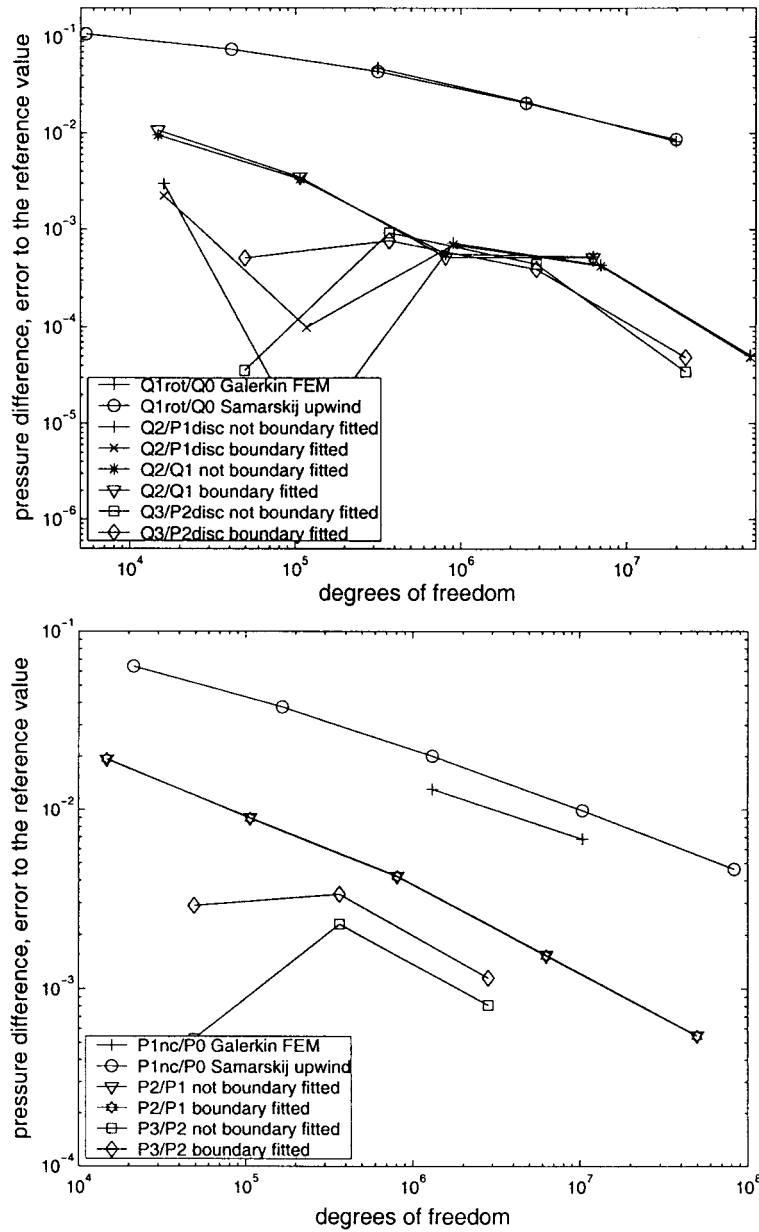 pressure difference, error to the reference value
10^-1
10^-2
10^-3
10^-4
10^-5
10^-6
Q1rot/Q0 Galerkin FEM
Q1rot/Q0 Samarskij upwind
Q2/P1disc not boundary fitted
Q2/P1disc boundary fitted
Q2/Q1 not boundary fitted
Q2/Q1 boundary fitted
Q3/P2disc not boundary fitted
Q3/P2disc boundary fitted
10^4 10^5 10^6 10^7
degrees of freedom
pressure difference, error to the reference value
10^-1
10^-2
10^-3
10^-4
P1nc/P0 Galerkin FEM
P1nc/P0 Samarskij upwind
P2/P1 not boundary fitted
P2/P1 boundary fitted
P3/P2 not boundary fitted
P3/P2 boundary fitted
10^4 10^5 10^6 10^7 10^8
degrees of freedom